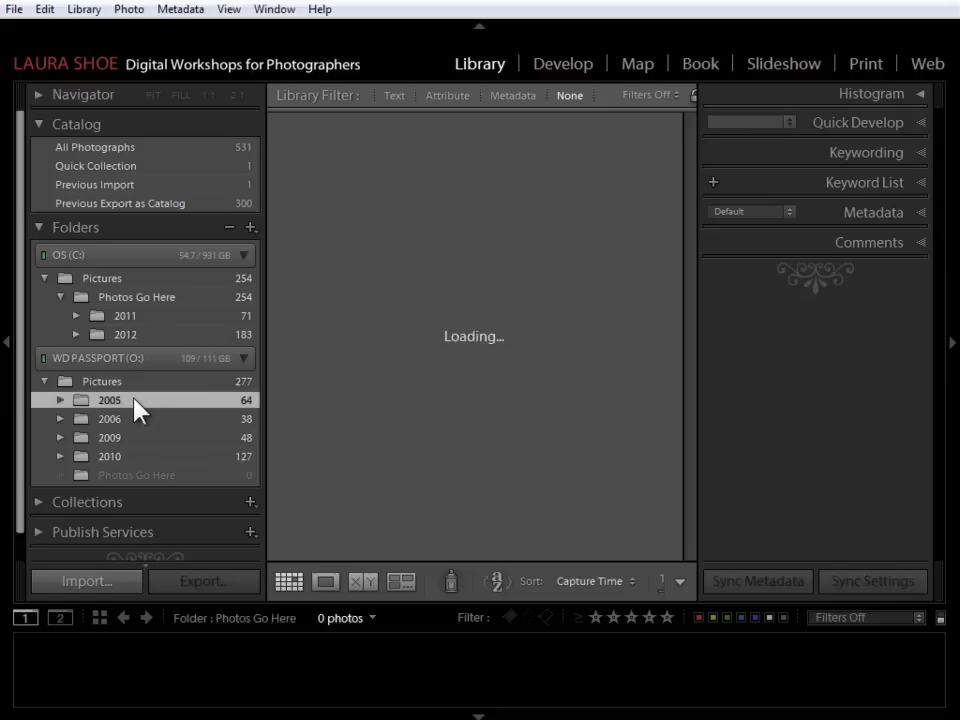 File Edit Library Photo Metadata View Window Help
LAURA SHOE Digital Workshops for Photographers
Library Develop Map Book Slideshow Print Web
Navigator FIT FILL 1:1 2:1
Library Filter : Text Attribute Metadata None Filters Off
Histogram
Catalog
Quick Develop
All Photographs 531
Quick Collection 1
Keywording
Previous Import 1
Keyword List
Previous Export as Catalog 300
Default Metadata
Folders
Comments
OS (C:) 54.7 / 931 GB
Pictures 254
Photos Go Here 254
2011 71
2012 183
Loading...
WD PASSPORT (O:) 109 / 111 GB
Pictures 277
2005 64
2006 38
2009 48
2010 127
Photos Go Here 0
Collections
Publish Services
Import... Export... XY Sort: Capture Time Sync Metadata Sync Settings
1 2 Folder : Photos Go Here 0 photos Filter : Filters Off